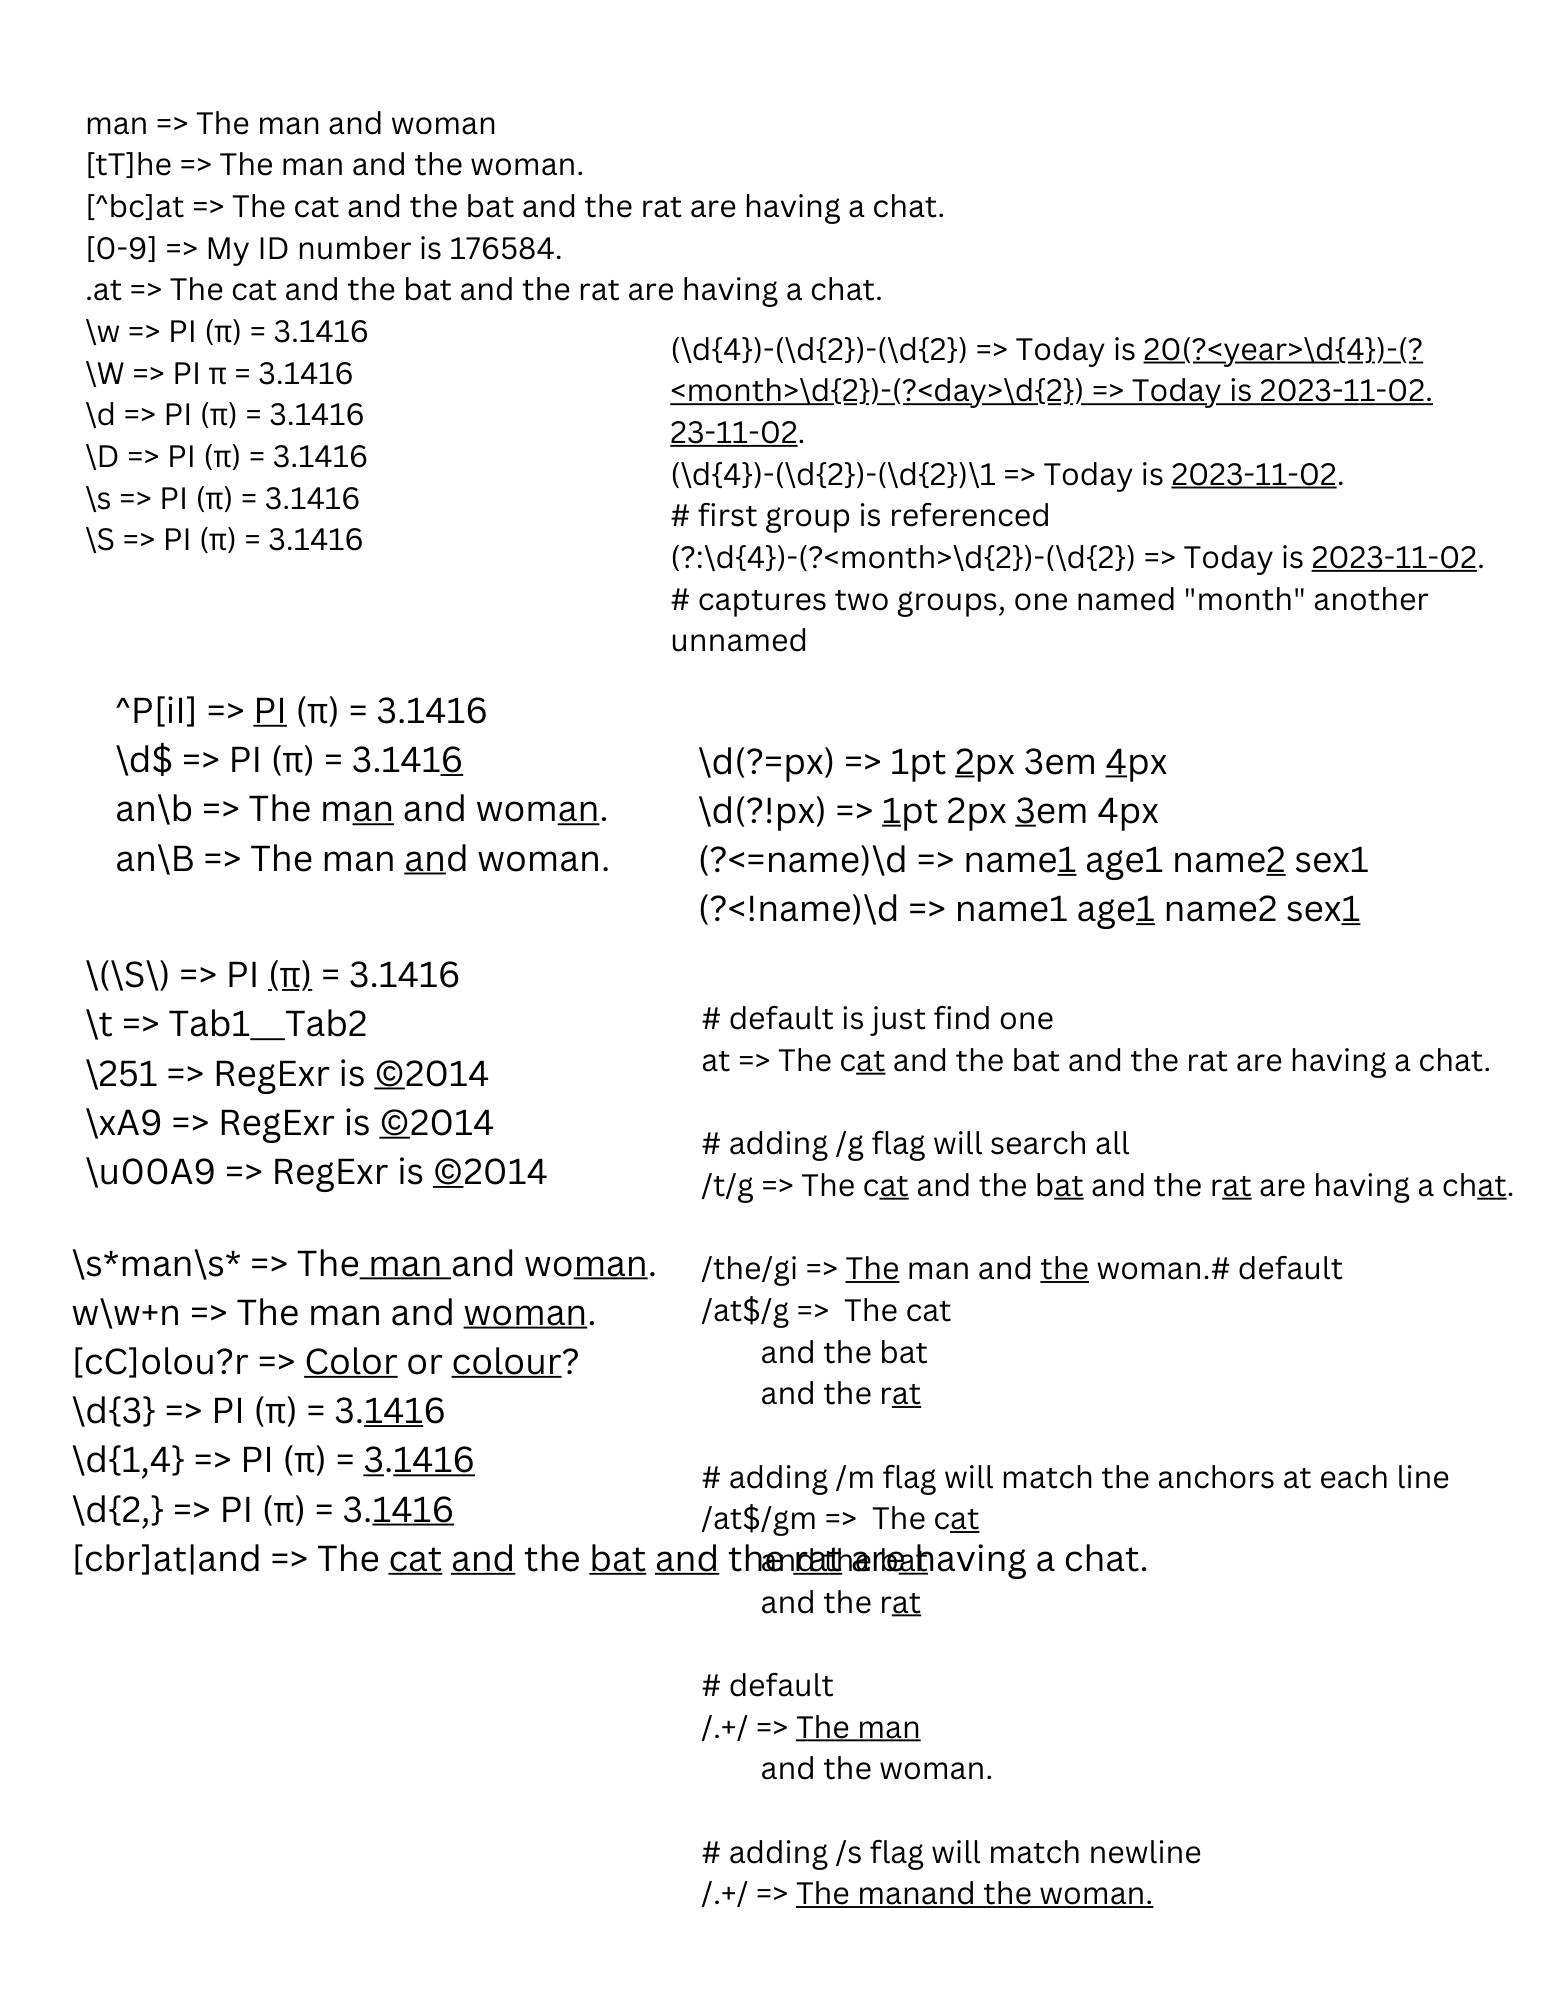 man => The man and woman
[tT]he => The man and the woman.
[^bc]at => The cat and the bat and the rat are having a chat.
[0-9] => My ID number is 176584.
.at => The cat and the bat and the rat are having a chat.
\w => PI (π) = 3.1416
\W => PI π = 3.1416
\d => PI (π) = 3.1416
\D => PI (π) = 3.1416
\s => PI (π) = 3.1416
\S => PI (π) = 3.1416
^P[iI] => PI (π) = 3.1416
\d$ => PI (π) = 3.1416
an\b => The man and woman.
an\B => The man and woman.
\(\S\) => PI (π) = 3.1416
\t => Tab1__Tab2
\251 => RegExr is ©2014
\xA9 => RegExr is ©2014
\u00A9 => RegExr is ©2014
\s*man\s* => The man and woman.
w\w+n => The man and woman.
[cC]olou?r => Color or colour?
\d{3} => PI (π) = 3.1416
\d{1,4} => PI (π) = 3.1416
\d{2,} => PI (π) = 3.1416
[cbr]at|and => The cat and the bat and the rat are having a chat.
(\d{4})-(\d{2})-(\d{2}) => Today is 20(?<year>\d{4})-(?
<month>\d{2})-(?<day>\d{2}) => Today is 2023-11-02.
23-11-02.
(\d{4})-(\d{2})-(\d{2})\1 => Today is 2023-11-02.
# first group is referenced
(?:\d{4})-(?<month>\d{2})-(\d{2}) => Today is 2023-11-02.
# captures two groups, one named "month" another
unnamed
\d(?=px) => 1pt 2px 3em 4px
\d(?!px) => 1pt 2px 3em 4px
(?<=name)\d => name1 age1 name2 sex1
(?<!name)\d => name1 age1 name2 sex1
# default is just find one
at => The cat and the bat and the rat are having a chat.
# adding /g flag will search all
/t/g => The cat and the bat and the rat are having a chat.
/the/gi => The man and the woman.# default
/at$/g => The cat
and the bat
and the rat
# adding /m flag will match the anchors at each line
/at$/gm => The cat
and the bat
and the rat
# default
/.+/ => The man
and the woman.
# adding /s flag will match newline
/.+/ => The manand the woman.